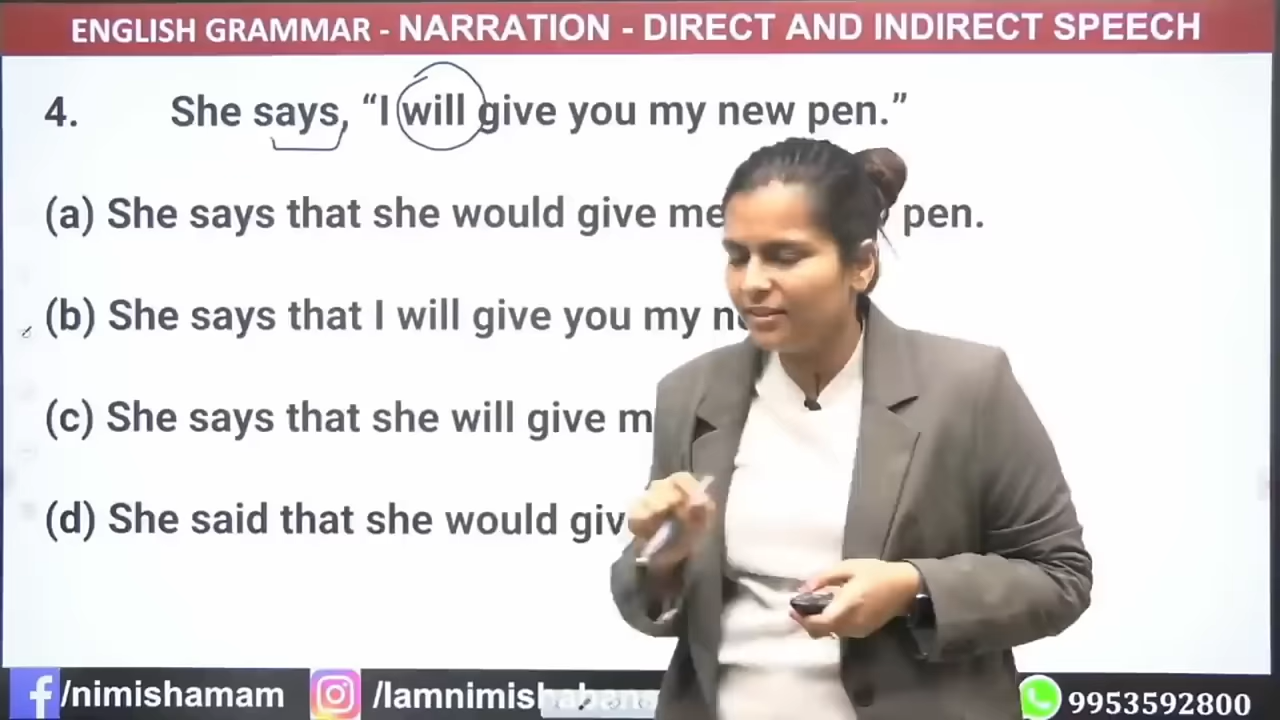 ENGLISH GRAMMAR - NARRATION - DIRECT AND INDIRECT SPEECH
4. She says, “I will give you my new pen.”
(a) She says that she would give me pen.
(b) She says that I will give you my
(c) She says that she will give
(d) She said that she would
/nimishamam
/Iamnimishabansal
9953592800